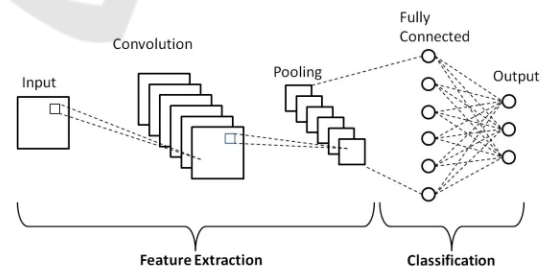 Input
Convolution
Pooling
Fully
Connected
Output
Feature Extraction
Classification